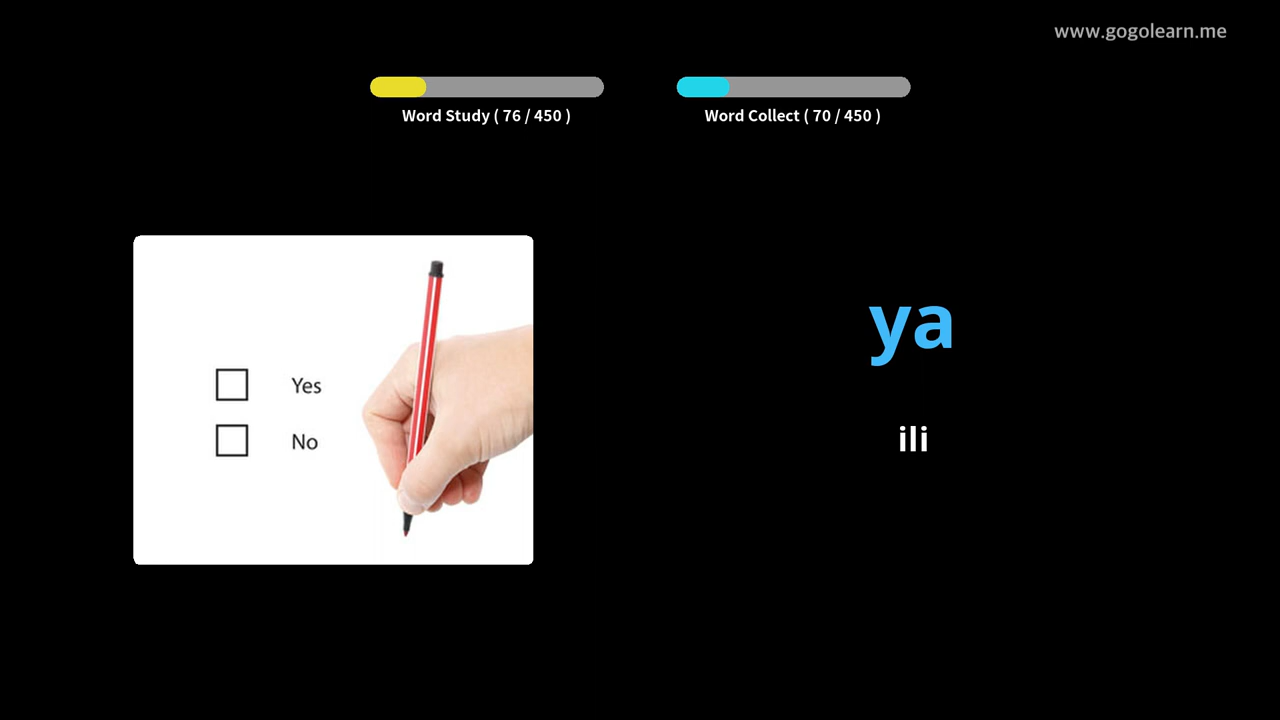 www.gogolearn.me
Word Study ( 76 / 450 )
Word Collect ( 70 / 450 )
Yes
No
ya
ili